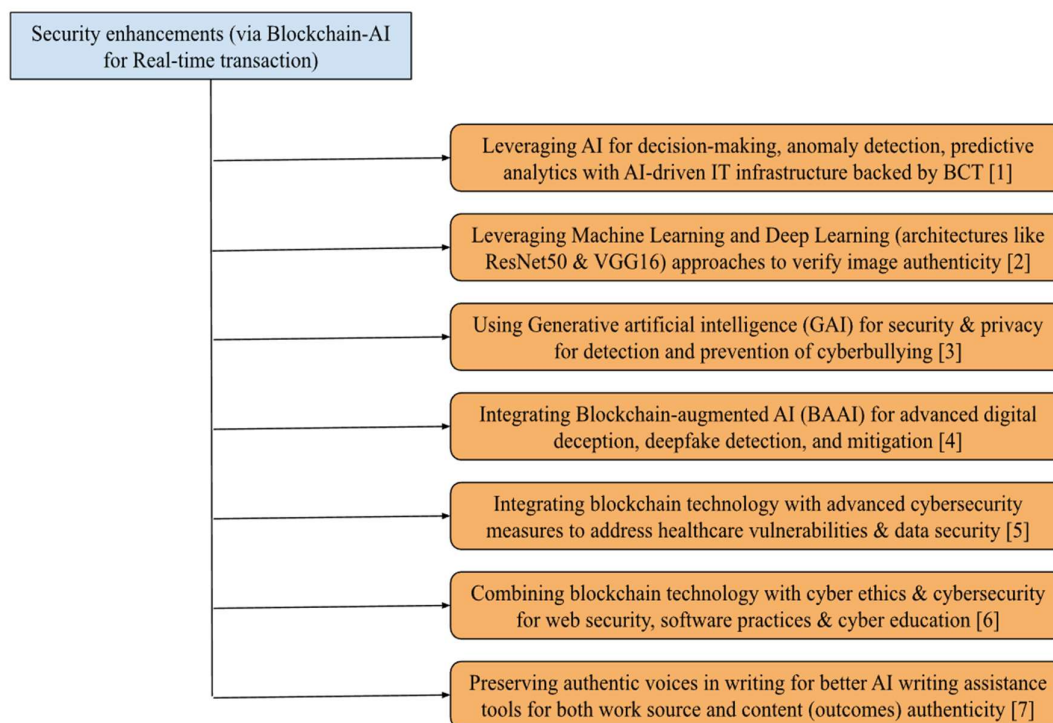 Security enhancements (via Blockchain-AI
for Real-time transaction)
Leveraging AI for decision-making, anomaly detection, predictive
analytics with AI-driven IT infrastructure backed by BCT [1]
Leveraging Machine Learning and Deep Learning (architectures like
ResNet50 & VGG16) approaches to verify image authenticity [2]
Using Generative artificial intelligence (GAI) for security & privacy
for detection and prevention of cyberbullying [3]
Integrating Blockchain-augmented AI (BAAI) for advanced digital
deception, deepfake detection, and mitigation [4]
Integrating blockchain technology with advanced cybersecurity
measures to address healthcare vulnerabilities & data security [5]
Combining blockchain technology with cyber ethics & cybersecurity
for web security, software practices & cyber education [6]
Preserving authentic voices in writing for better AI writing assistance
tools for both work source and content (outcomes) authenticity [7]